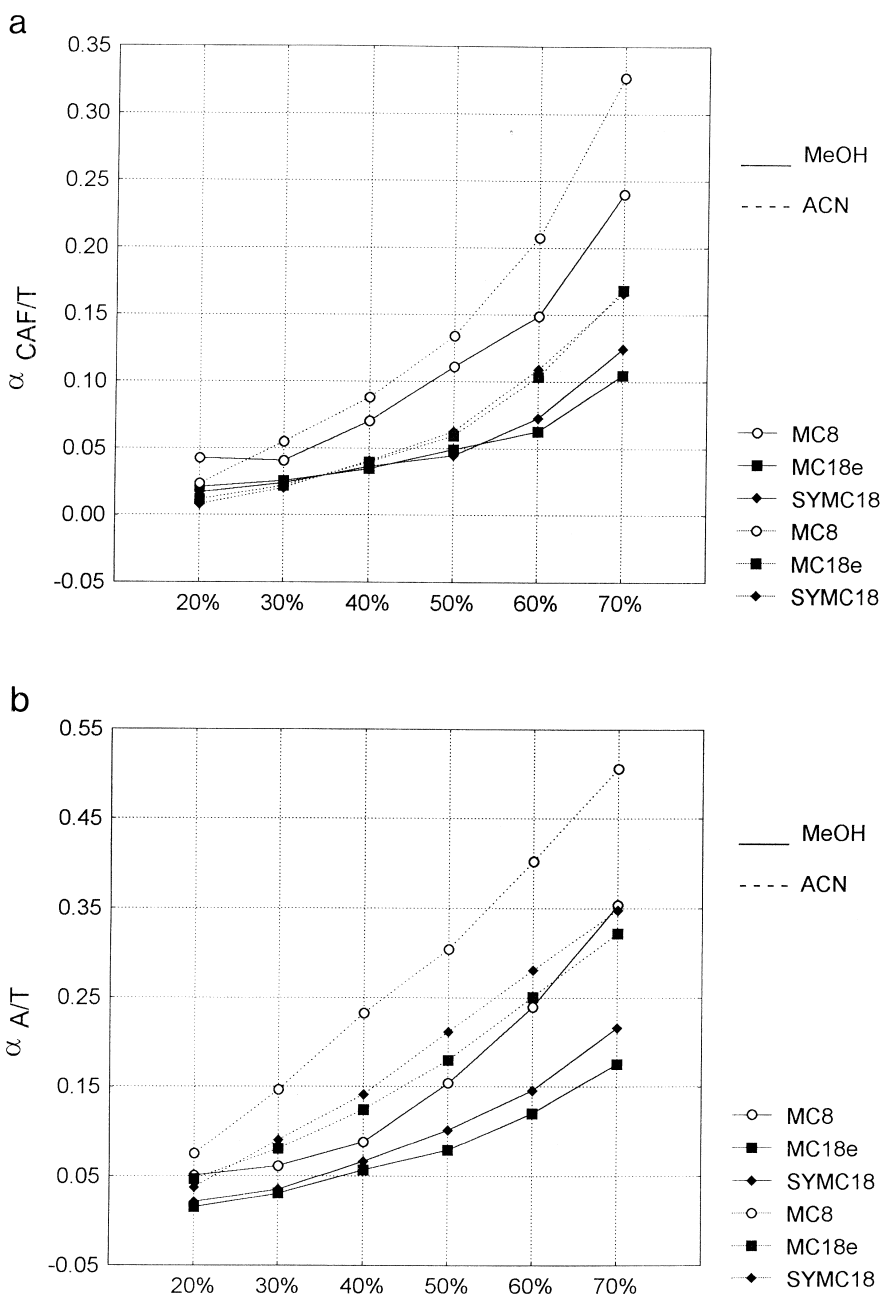 a
0.35
0.30
0.25
0.20
0.15
0.10
0.05
0.00
-0.05
α CAF/T
20% 30% 40% 50% 60% 70%
MeOH
ACN
MC8
MC18e
SYMC18
MC8
MC18e
SYMC18
b
0.55
0.45
0.35
0.25
0.15
0.05
-0.05
α A/T
20% 30% 40% 50% 60% 70%
MeOH
ACN
MC8
MC18e
SYMC18
MC8
MC18e
SYMC18